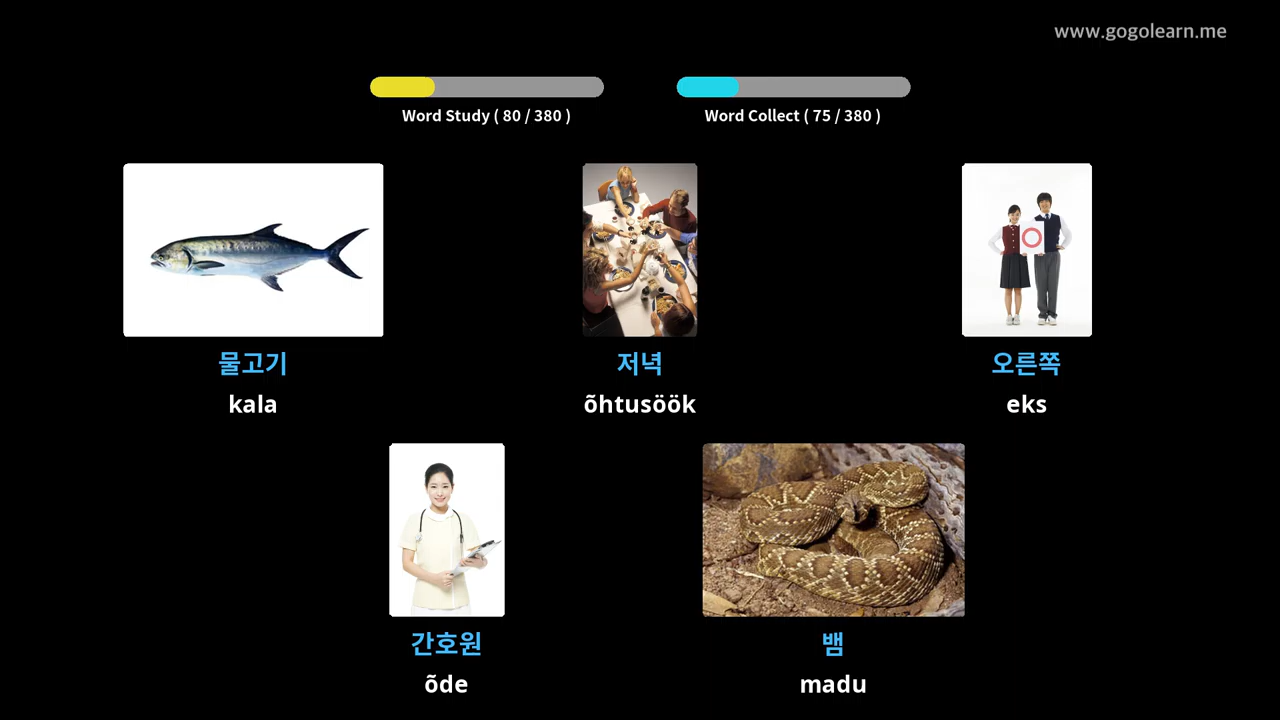 www.gogolearn.me
Word Study ( 80 / 380 )
Word Collect ( 75 / 380 )
물고기
kala
저녁
õhtusöök
오른쪽
eks
간호원
õde
뱀
madu